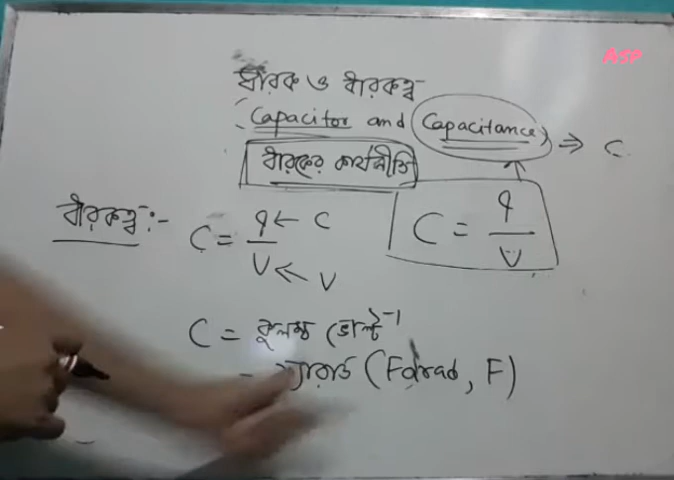 ASP
ধারক ও ধারকত্ব
(Capacitor and Capacitance) ⇒ C
ধারকের কার্যনীতি
ধারকত্ব :- C = q/V ← C ← V
C = q/V
C = কুলম্ব ভোল্ট⁻¹
= ফ্যারাড (Farad, F)